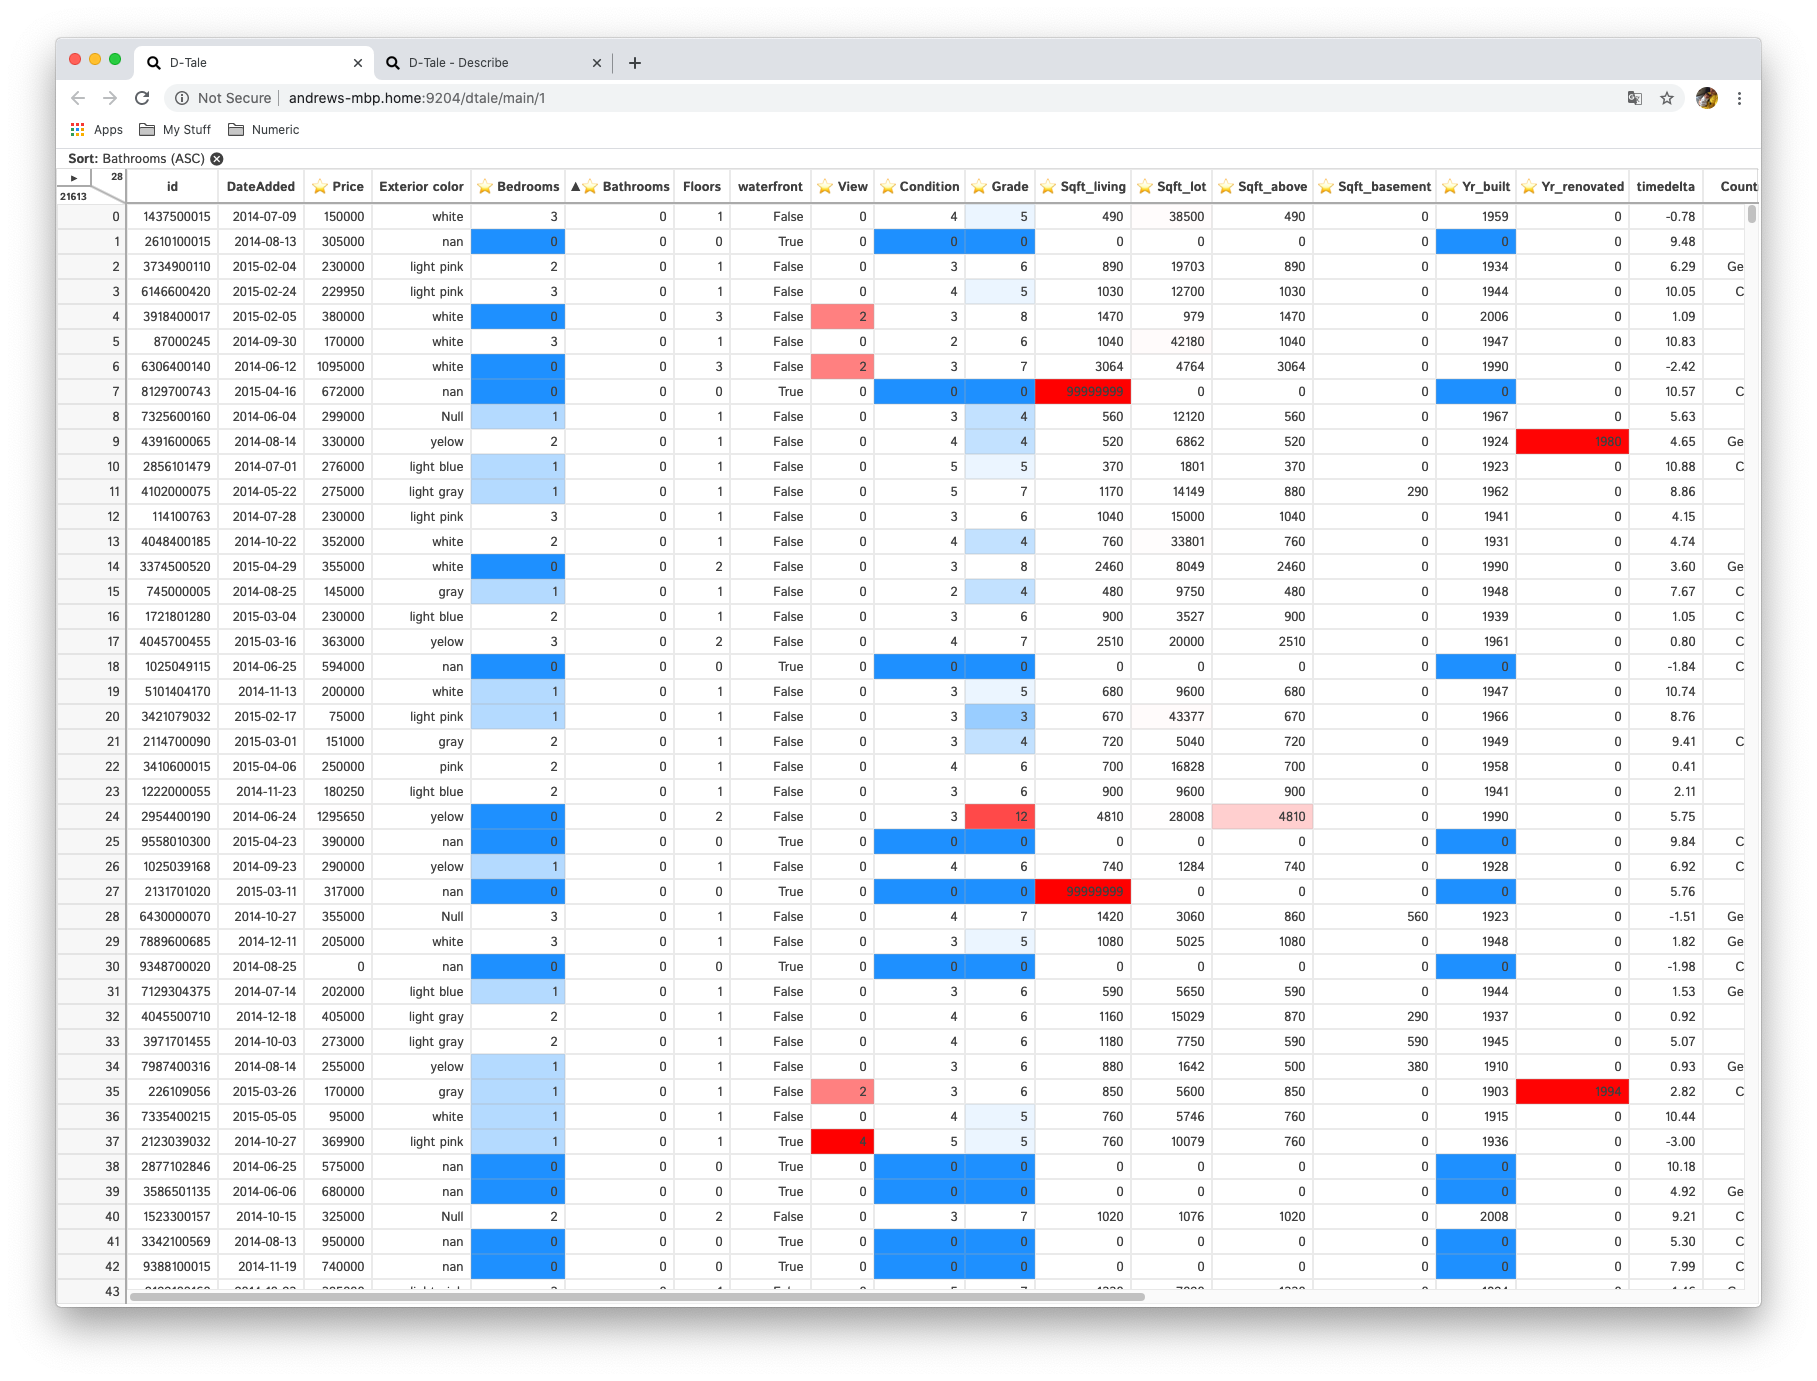 D-Tale
D-Tale - Describe
Not Secure andrews-mbp.home:9204/dtale/main/1
Apps My Stuff Numeric
Sort: Bathrooms (ASC)
28 21613 id DateAdded Price Exterior color Bedrooms ▲ Bathrooms Floors waterfront View Condition Grade Sqft_living Sqft_lot Sqft_above Sqft_basement Yr_built Yr_renovated timedelta Count
0 1437500015 2014-07-09 150000 white 3 0 1 False 0 4 5 490 38500 490 0 1959 0 -0.78
1 2610100015 2014-08-13 305000 nan 0 0 0 True 0 0 0 0 0 0 0 0 0 9.48
2 3734900110 2015-02-04 230000 light pink 2 0 1 False 0 3 6 890 19703 890 0 1934 0 6.29 Ge
3 6146600420 2015-02-24 229950 light pink 3 0 1 False 0 4 5 1030 12700 1030 0 1944 0 10.05 C
4 3918400017 2015-02-05 380000 white 0 0 3 False 2 3 8 1470 979 1470 0 2006 0 1.09
5 87000245 2014-09-30 170000 white 3 0 1 False 0 2 6 1040 42180 1040 0 1947 0 10.83
6 6306400140 2014-06-12 1095000 white 0 0 3 False 2 3 7 3064 4764 3064 0 1990 0 -2.42
7 8129700743 2015-04-16 672000 nan 0 0 0 True 0 0 0 99999999 0 0 0 0 0 10.57 C
8 7325600160 2014-06-04 299000 Null 1 0 1 False 0 3 4 560 12120 560 0 1967 0 5.63
9 4391600065 2014-08-14 330000 yelow 2 0 1 False 0 4 4 520 6862 520 0 1924 1980 4.65 Ge
10 2856101479 2014-07-01 276000 light blue 1 0 1 False 0 5 5 370 1801 370 0 1923 0 10.88 C
11 4102000075 2014-05-22 275000 light gray 1 0 1 False 0 5 7 1170 14149 880 290 1962 0 8.86
12 114100763 2014-07-28 230000 light pink 3 0 1 False 0 3 6 1040 15000 1040 0 1941 0 4.15
13 4048400185 2014-10-22 352000 white 2 0 1 False 0 4 4 760 33801 760 0 1931 0 4.74
14 3374500520 2015-04-29 355000 white 0 0 2 False 0 3 8 2460 8049 2460 0 1990 0 3.60 Ge
15 745000005 2014-08-25 145000 gray 1 0 1 False 0 2 4 480 9750 480 0 1948 0 7.67 C
16 1721801280 2015-03-04 230000 light blue 2 0 1 False 0 3 6 900 3527 900 0 1939 0 1.05 C
17 4045700455 2015-03-16 363000 yelow 3 0 2 False 0 4 7 2510 20000 2510 0 1961 0 0.80 C
18 1025049115 2014-06-25 594000 nan 0 0 0 True 0 0 0 0 0 0 0 0 0 -1.84 C
19 5101404170 2014-11-13 200000 white 1 0 1 False 0 3 5 680 9600 680 0 1947 0 10.74
20 3421079032 2015-02-17 75000 light pink 1 0 1 False 0 3 3 670 43377 670 0 1966 0 8.76
21 2114700090 2015-03-01 151000 gray 2 0 1 False 0 3 4 720 5040 720 0 1949 0 9.41 C
22 3410600015 2015-04-06 250000 pink 2 0 1 False 0 4 6 700 16828 700 0 1958 0 0.41
23 1222000055 2014-11-23 180250 light blue 2 0 1 False 0 3 6 900 9600 900 0 1941 0 2.11
24 2954400190 2014-06-24 1295650 yelow 0 0 2 False 0 3 12 4810 28008 4810 0 1990 0 5.75
25 9558010300 2015-04-23 390000 nan 0 0 0 True 0 0 0 0 0 0 0 0 0 9.84 C
26 1025039168 2014-09-23 290000 yelow 1 0 1 False 0 4 6 740 1284 740 0 1928 0 6.92 C
27 2131701020 2015-03-11 317000 nan 0 0 0 True 0 0 0 99999999 0 0 0 0 0 5.76
28 6430000070 2014-10-27 355000 Null 3 0 1 False 0 4 7 1420 3060 860 560 1923 0 -1.51 Ge
29 7889600685 2014-12-11 205000 white 3 0 1 False 0 3 5 1080 5025 1080 0 1948 0 1.82 Ge
30 9348700020 2014-08-25 0 nan 0 0 0 True 0 0 0 0 0 0 0 0 0 -1.98 C
31 7129304375 2014-07-14 202000 light blue 1 0 1 False 0 3 6 590 5650 590 0 1944 0 1.53 Ge
32 4045500710 2014-12-18 405000 light gray 2 0 1 False 0 4 6 1160 15029 870 290 1937 0 0.92
33 3971701455 2014-10-03 273000 light gray 2 0 1 False 0 4 6 1180 7750 590 590 1945 0 5.07
34 7987400316 2014-08-14 255000 yelow 1 0 1 False 0 3 6 880 1642 500 380 1910 0 0.93 Ge
35 226109056 2015-03-26 170000 gray 1 0 1 False 2 3 6 850 5600 850 0 1903 1994 2.82 C
36 7335400215 2015-05-05 95000 white 1 0 1 False 0 4 5 760 5746 760 0 1915 0 10.44
37 2123039032 2014-10-27 369900 light pink 1 0 1 True 4 5 5 760 10079 760 0 1936 0 -3.00
38 2877102846 2014-06-25 575000 nan 0 0 0 True 0 0 0 0 0 0 0 0 0 10.18
39 3586501135 2014-06-06 680000 nan 0 0 0 True 0 0 0 0 0 0 0 0 0 4.92 Ge
40 1523300157 2014-10-15 325000 Null 2 0 2 False 0 3 7 1020 1076 1020 0 2008 0 9.21 C
41 3342100569 2014-08-13 950000 nan 0 0 0 True 0 0 0 0 0 0 0 0 0 5.30 C
42 9388100015 2014-11-19 740000 nan 0 0 0 True 0 0 0 0 0 0 0 0 0 7.99 C
43